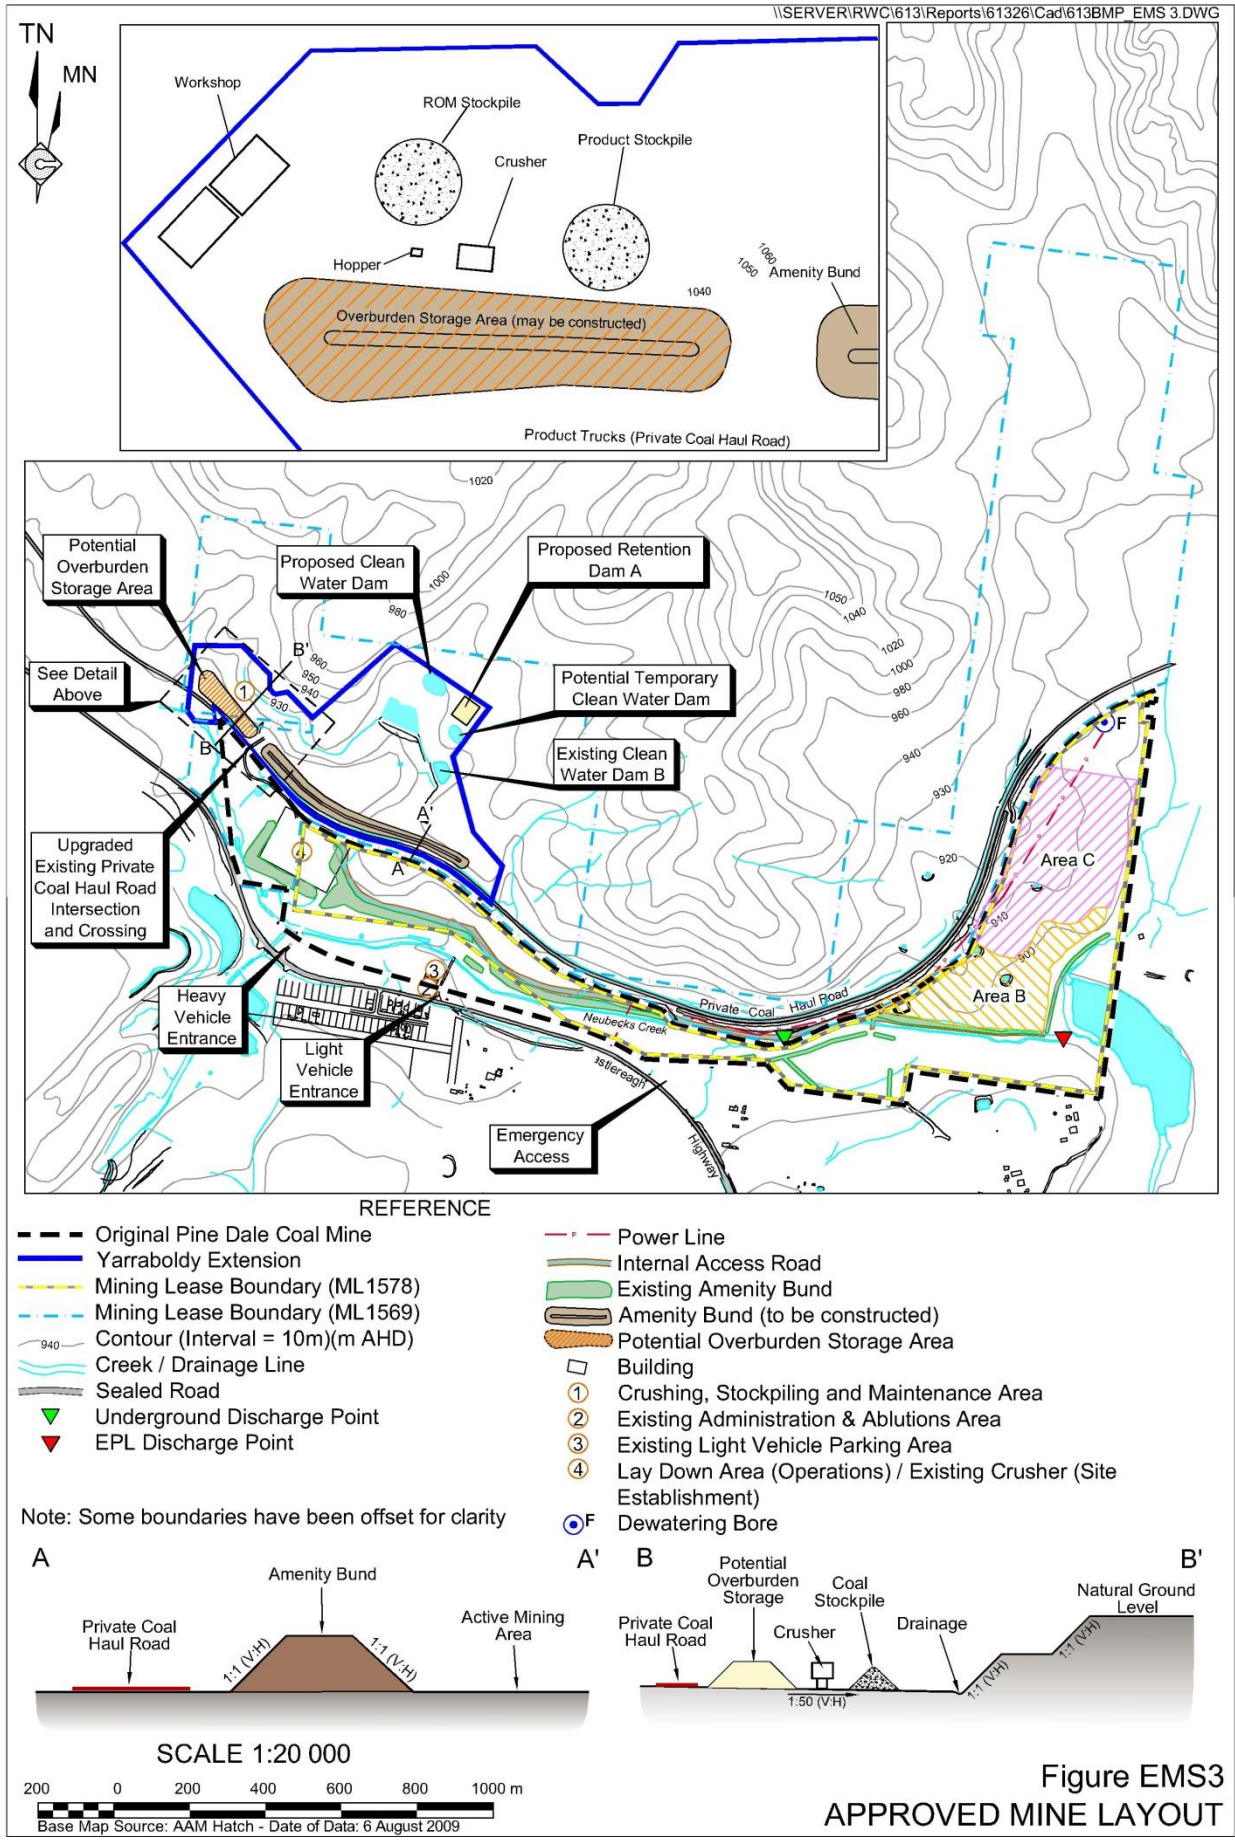 \\SERVER\RWC\613\Reports\61326\Cad\613BMP_EMS 3.DWG
TN
MN
Workshop
ROM Stockpile
Product Stockpile
Crusher
Hopper
1060
1050
1040
Amenity Bund
Overburden Storage Area (may be constructed)
Product Trucks (Private Coal Haul Road)
1020
Potential
Overburden
Storage Area
Proposed Clean
Water Dam
Proposed Retention
Dam A
1000
980
1050
1040
1020
1000
980
960
940
930
920
910
900
See Detail
Above
B'
960
950
940
930
1
B
Potential Temporary
Clean Water Dam
Existing Clean
Water Dam B
A'
A
F
Area C
Area B
Upgraded
Existing Private
Coal Haul Road
Intersection
and Crossing
4
3
2
Heavy
Vehicle
Entrance
Light
Vehicle
Entrance
Private Coal Haul Road
Neubecks Creek
astlereagh
Highway
Emergency
Access
REFERENCE
Original Pine Dale Coal Mine
Yarraboldy Extension
Mining Lease Boundary (ML1578)
Mining Lease Boundary (ML1569)
940 Contour (Interval = 10m)(m AHD)
Creek / Drainage Line
Sealed Road
Underground Discharge Point
EPL Discharge Point
P Power Line
Internal Access Road
Existing Amenity Bund
Amenity Bund (to be constructed)
Potential Overburden Storage Area
Building
1 Crushing, Stockpiling and Maintenance Area
2 Existing Administration & Ablutions Area
3 Existing Light Vehicle Parking Area
4 Lay Down Area (Operations) / Existing Crusher (Site
Establishment)
F Dewatering Bore
Note: Some boundaries have been offset for clarity
A
A'
Amenity Bund
Private Coal
Haul Road
1:1 (V:H)
1:1 (V:H)
Active Mining
Area
B
B'
Potential
Overburden
Storage
Coal
Stockpile
Natural Ground
Level
Private Coal
Haul Road
Crusher
Drainage
1:50 (V:H)
1:1 (V:H)
1:1 (V:H)
SCALE 1:20 000
200 0 200 400 600 800 1000 m
Base Map Source: AAM Hatch - Date of Data: 6 August 2009
Figure EMS3
APPROVED MINE LAYOUT